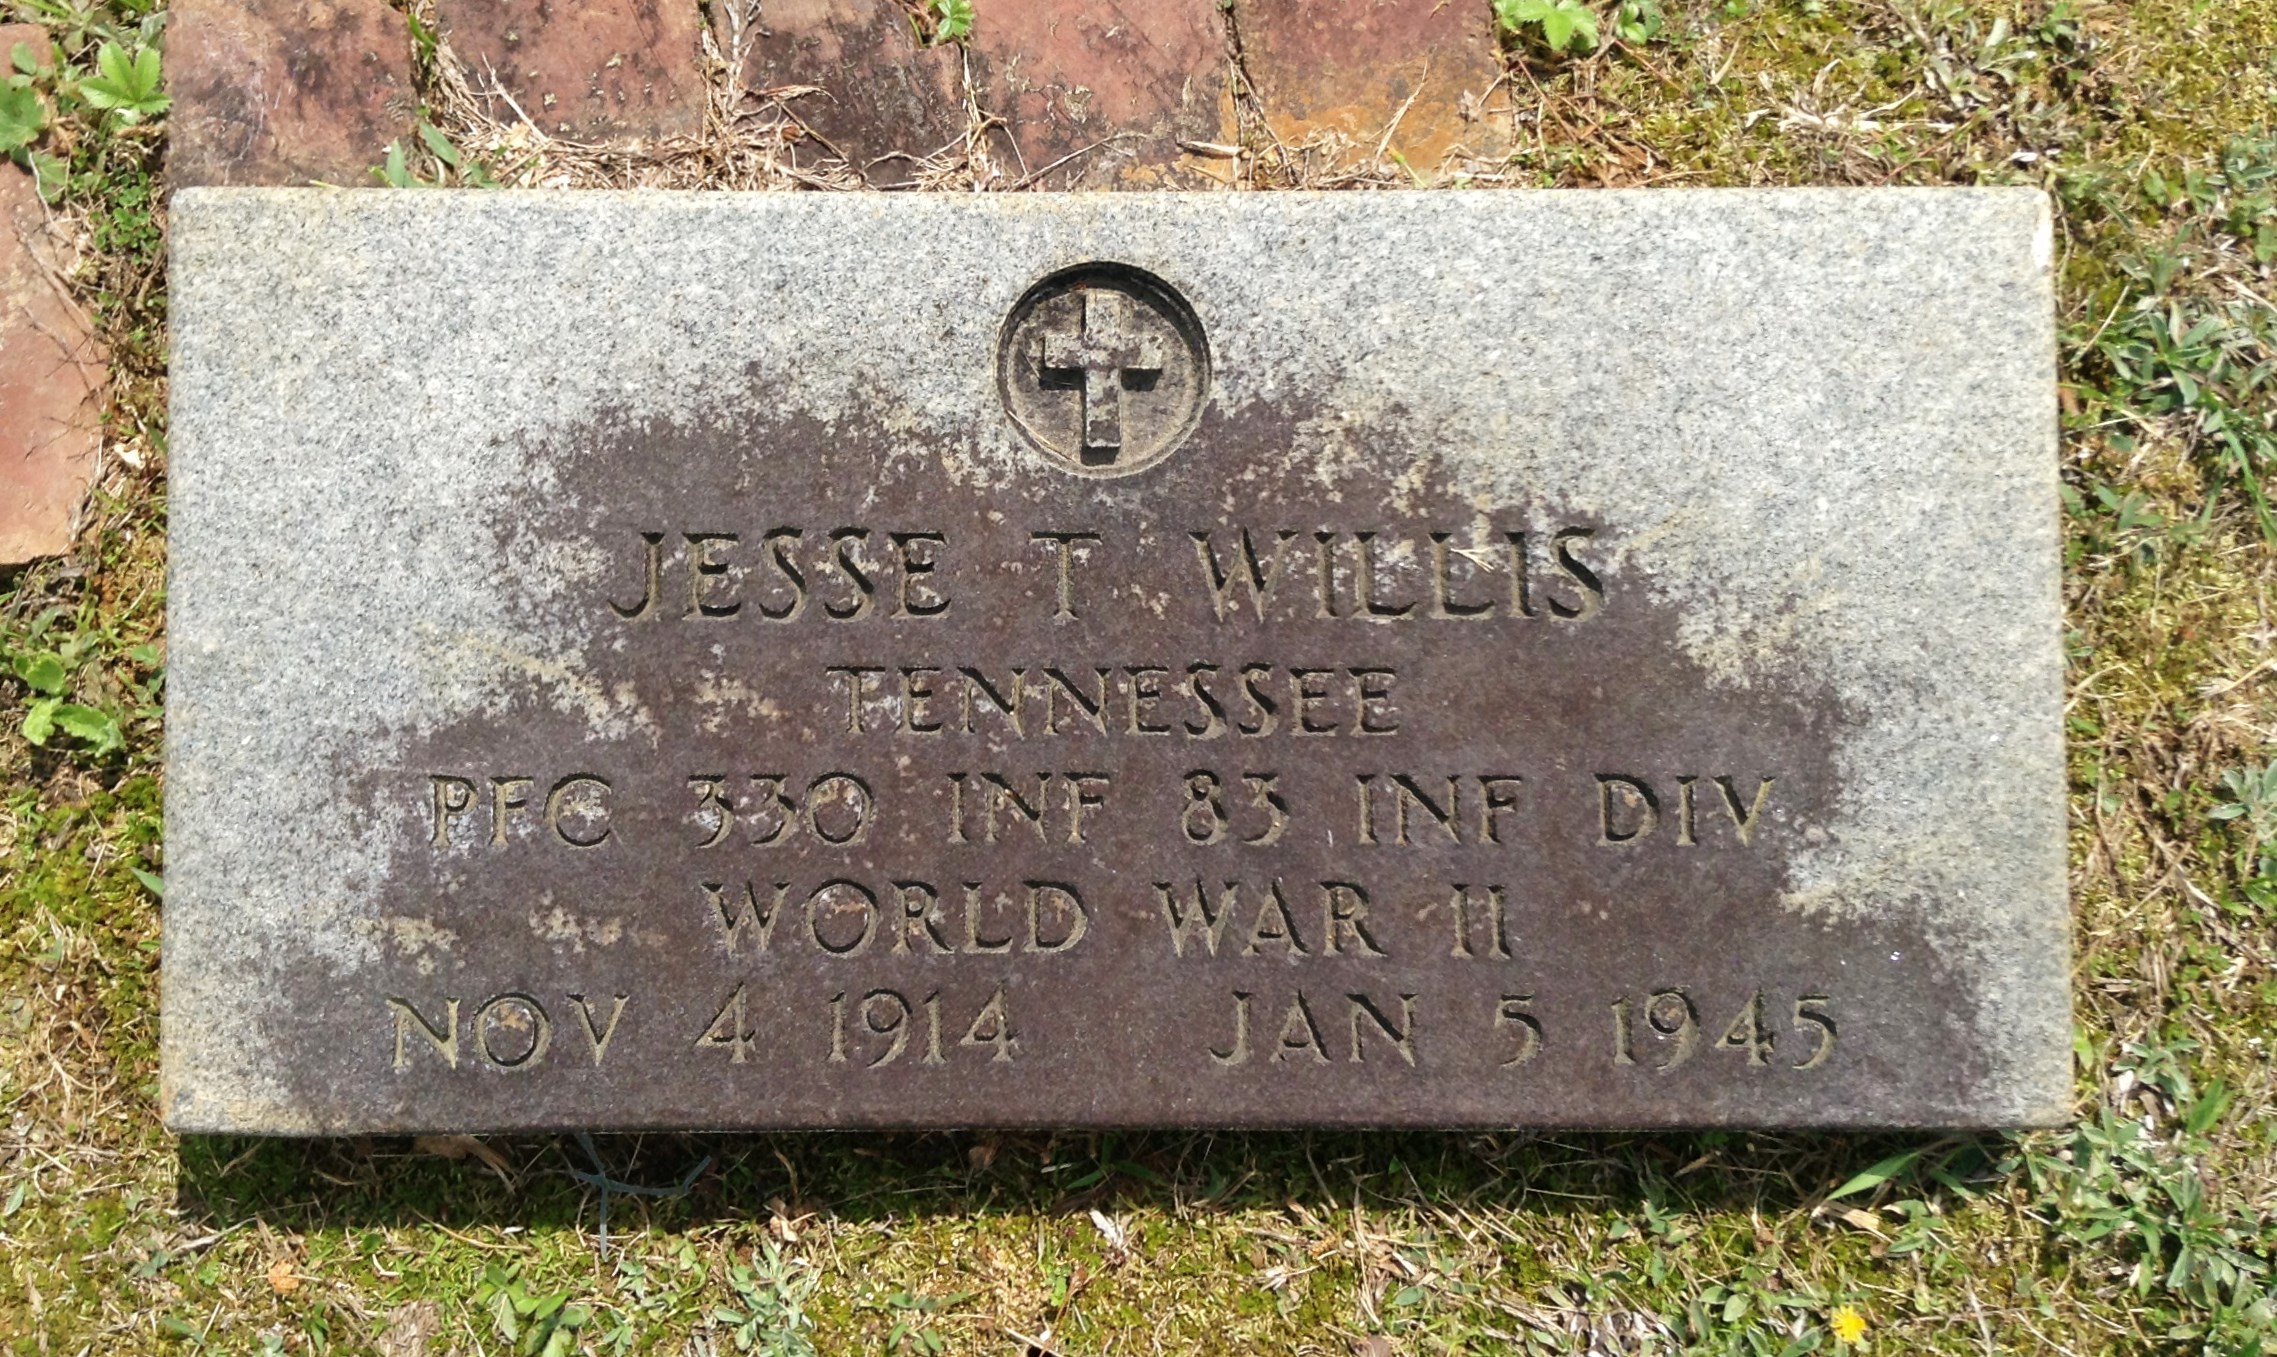 JESSE T WILLIS
TENNESSEE
PFC 330 INF 83 INF DIV
WORLD WAR II
NOV 4 1914 JAN 5 1945